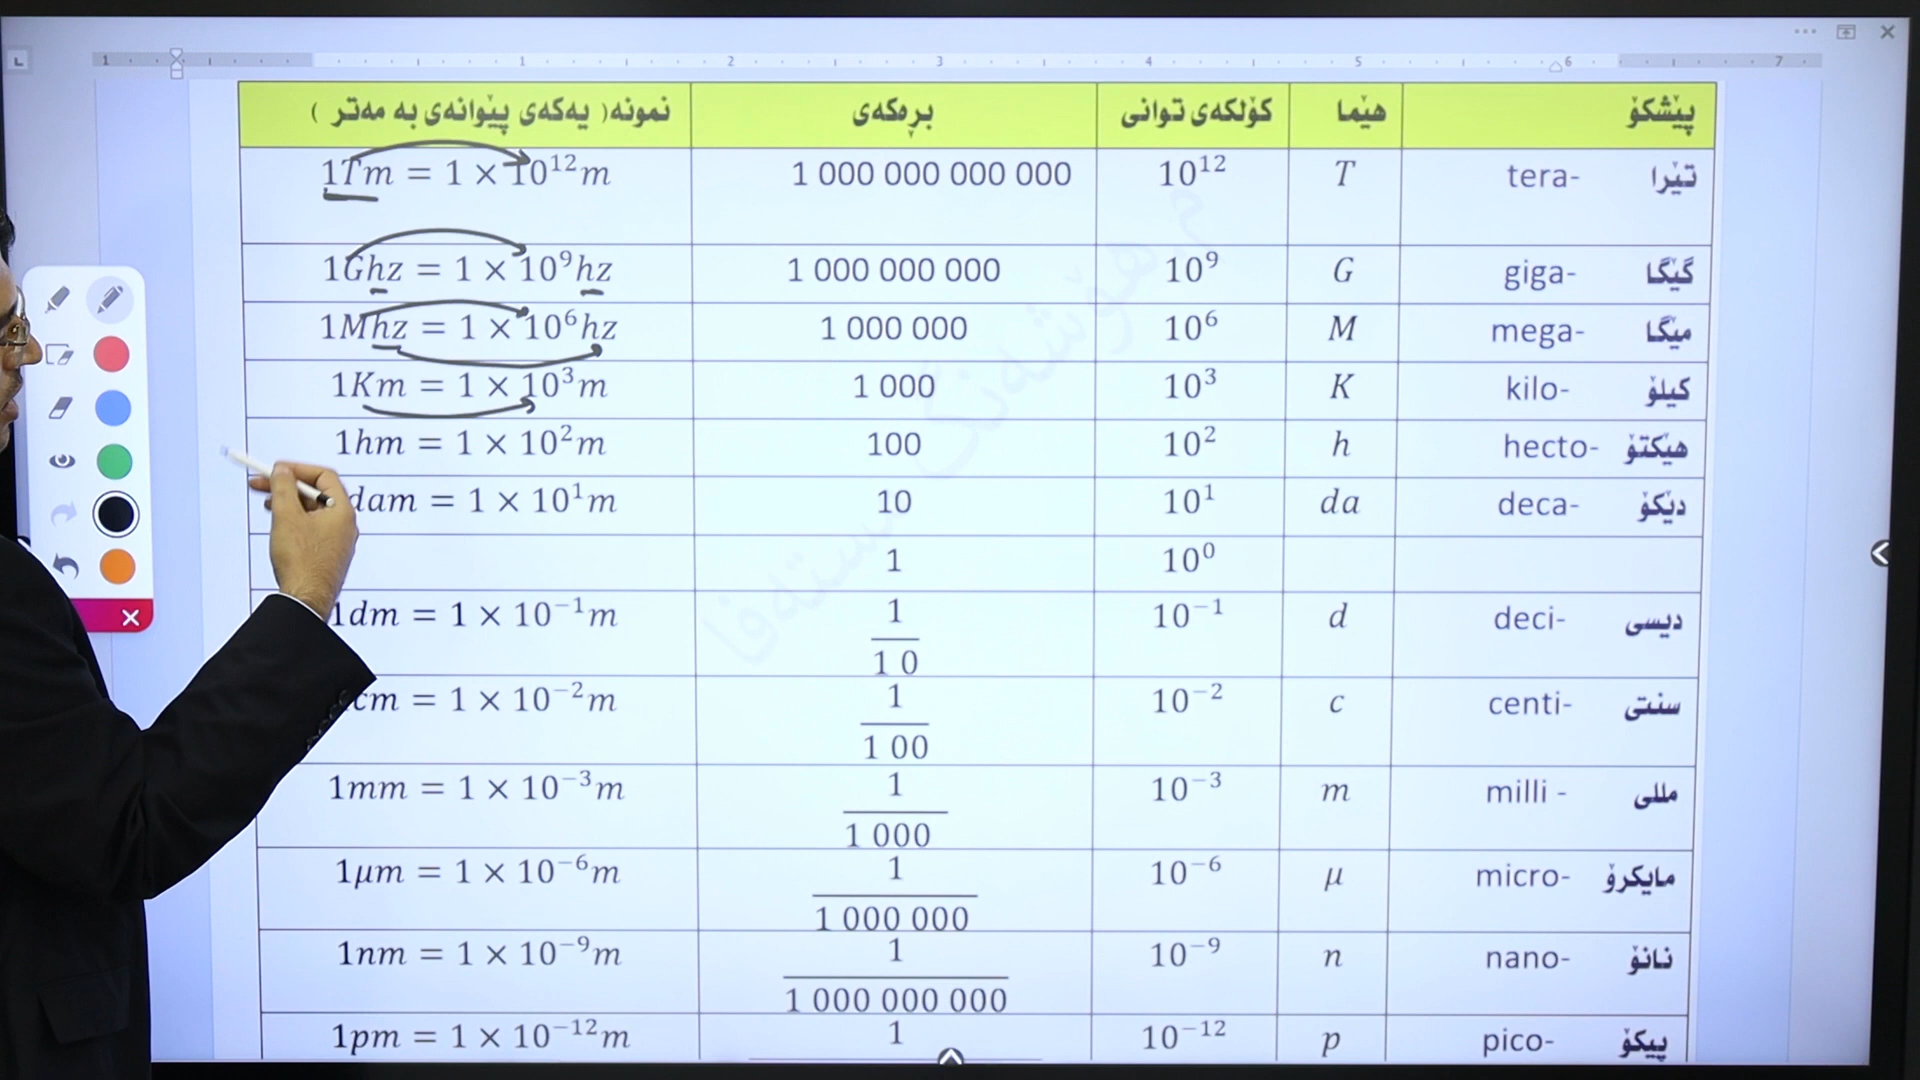 پێشکۆ هێما کۆلکەی توانی بڕەکەی نمونە( یەکەی پێوانەی بە مەتر )
تێرا tera- T 10¹² 1 000 000 000 000 1Tm = 1 × 10¹²m
گێگا giga- G 10⁹ 1 000 000 000 1Ghz = 1 × 10⁹hz
مێگا mega- M 10⁶ 1 000 000 1Mhz = 1 × 10⁶hz
کیلۆ kilo- K 10³ 1 000 1Km = 1 × 10³m
هێکتۆ hecto- h 10² 100 1hm = 1 × 10²m
دێکۆ deca- da 10¹ 10 dam = 1 × 10¹m
10⁰ 1
دیسی deci- d 10⁻¹ 1/10 1dm = 1 × 10⁻¹m
سنتی centi- c 10⁻² 1/100 cm = 1 × 10⁻²m
مللی milli - m 10⁻³ 1/1 000 1mm = 1 × 10⁻³m
مایکرۆ micro- μ 10⁻⁶ 1/1 000 000 1μm = 1 × 10⁻⁶m
نانۆ nano- n 10⁻⁹ 1/1 000 000 000 1nm = 1 × 10⁻⁹m
پیکۆ pico- p 10⁻¹² 1 1pm = 1 × 10⁻¹²m